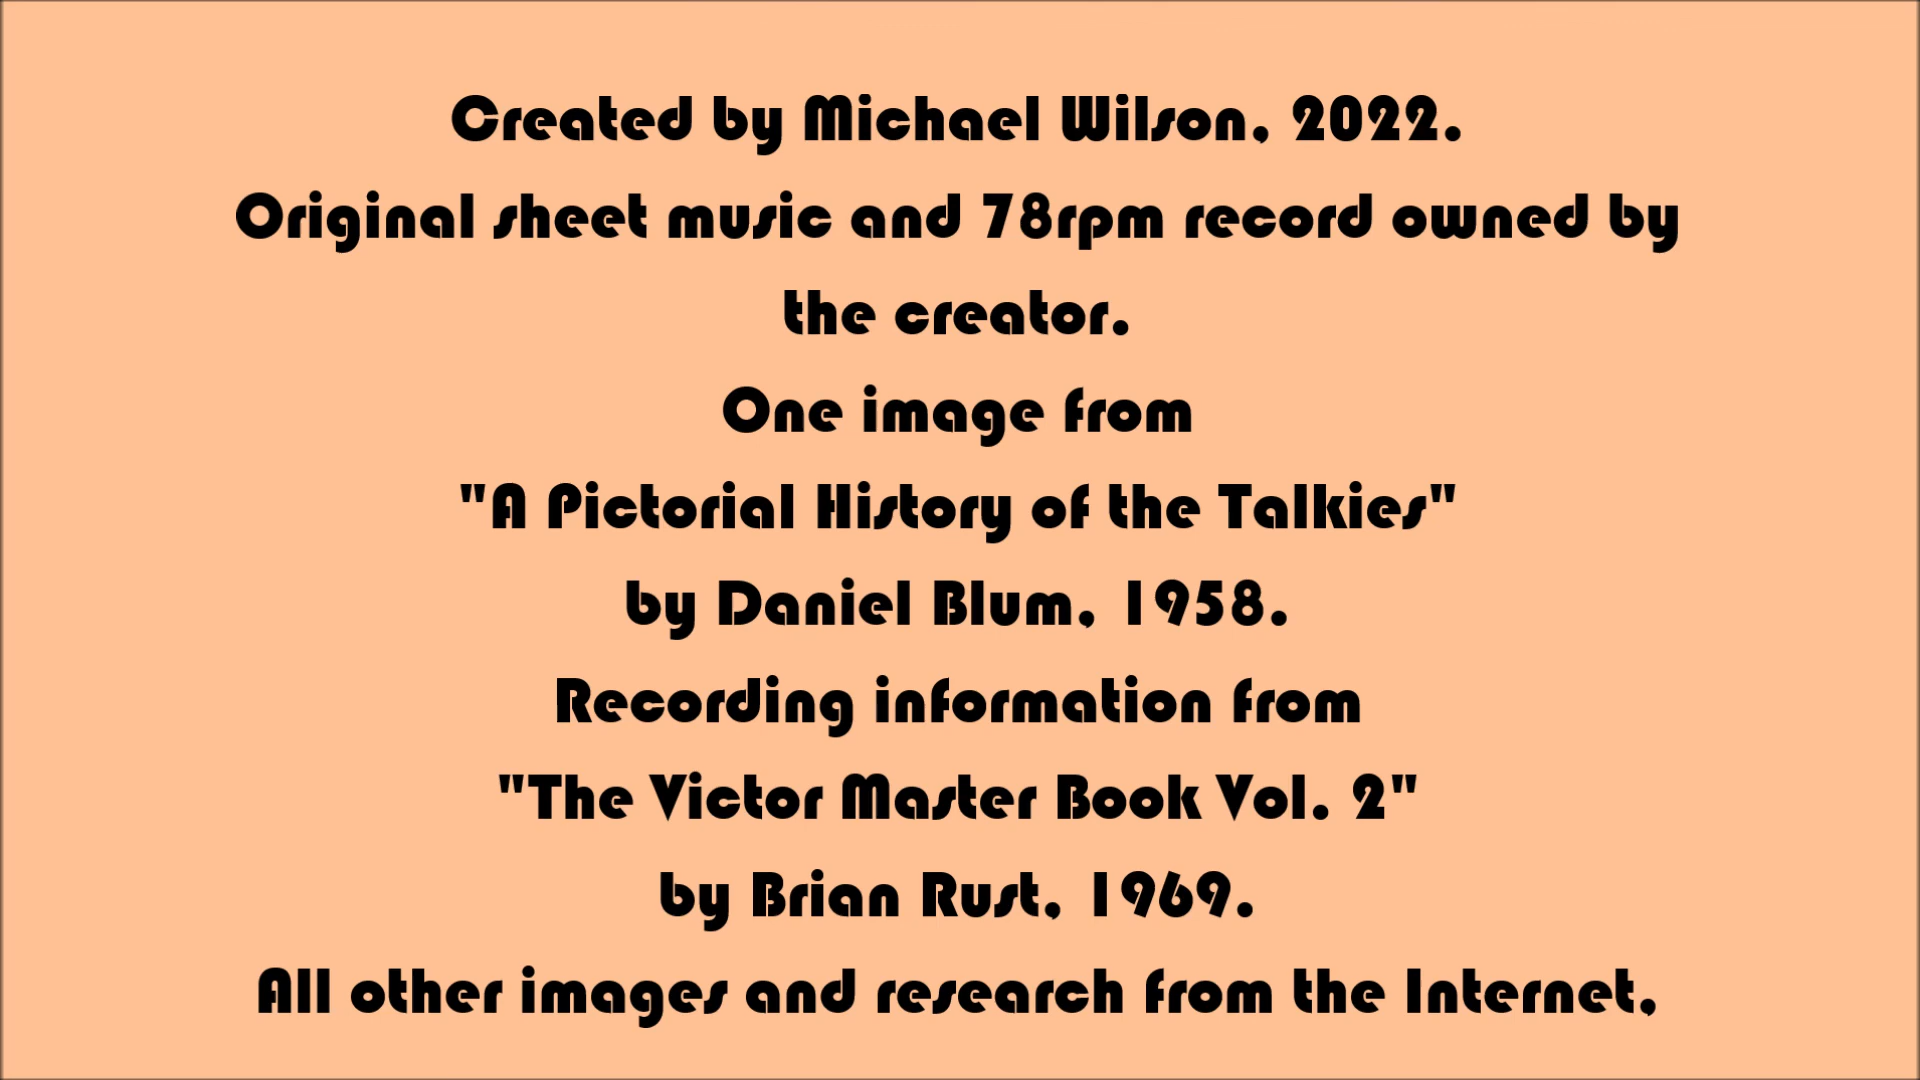 Created by Michael Wilson, 2022.
Original sheet music and 78rpm record owned by
the creator.
One image from
"A Pictorial History of the Talkies"
by Daniel Blum, 1958.
Recording information from
"The Victor Master Book Vol. 2"
by Brian Rust, 1969.
All other images and research from the Internet,